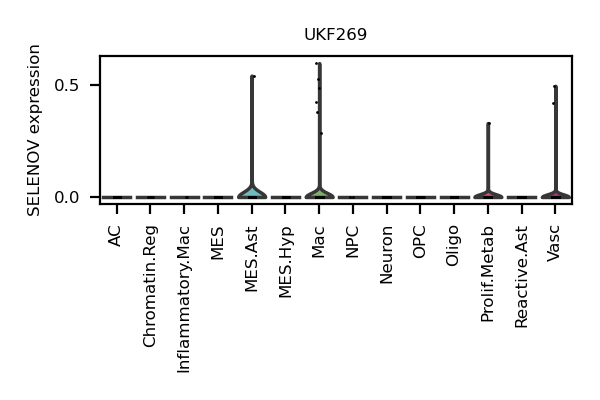 UKF269
SELENOV expression
0.5
0.0
AC
Chromatin.Reg
Inflammatory.Mac
MES
MES.Ast
MES.Hyp
Mac
NPC
Neuron
OPC
Oligo
Prolif.Metab
Reactive.Ast
Vasc